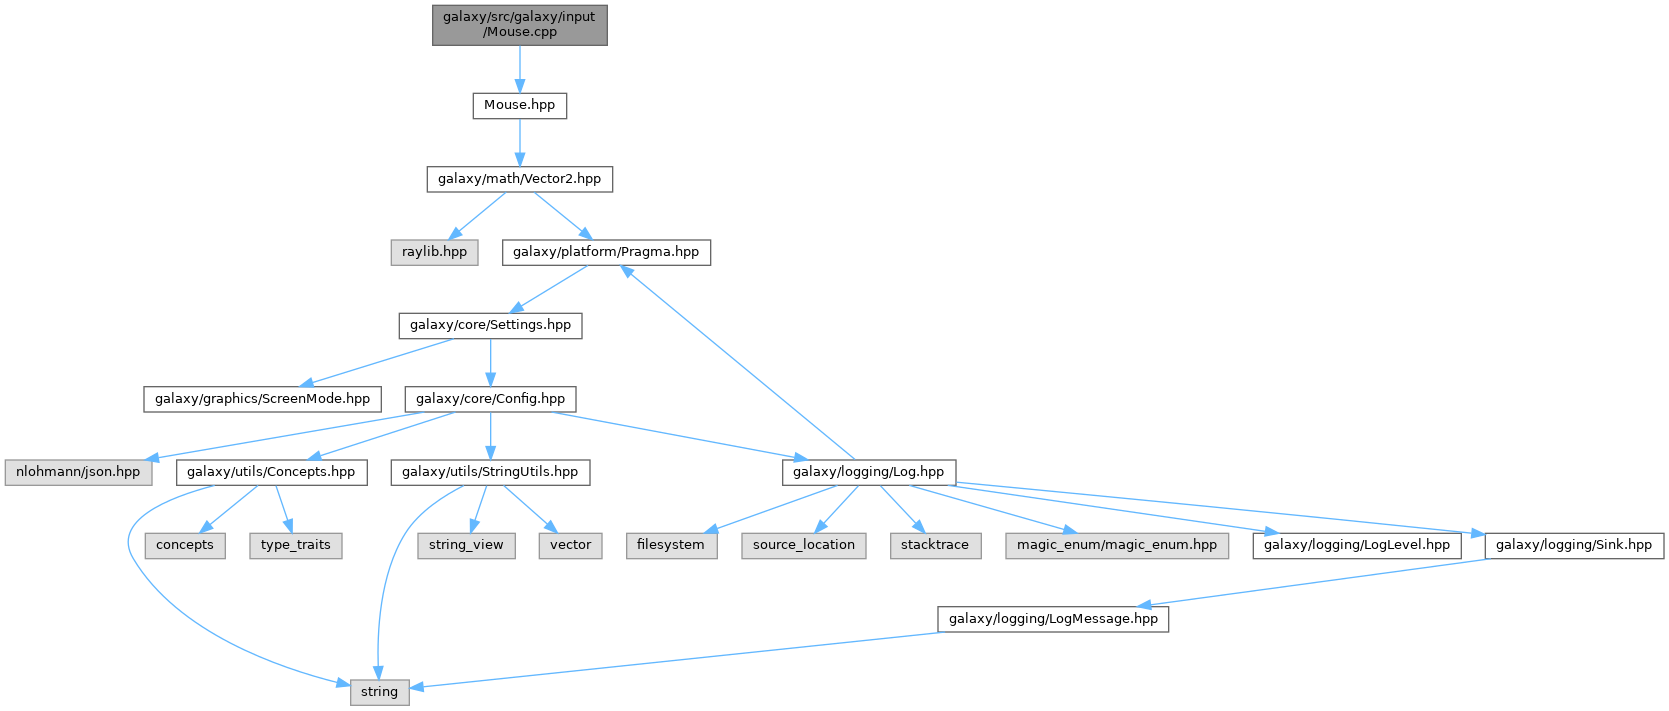 galaxy/src/galaxy/input
/Mouse.cpp
Mouse.hpp
galaxy/math/Vector2.hpp
raylib.hpp
galaxy/platform/Pragma.hpp
galaxy/core/Settings.hpp
galaxy/graphics/ScreenMode.hpp
galaxy/core/Config.hpp
nlohmann/json.hpp
galaxy/utils/Concepts.hpp
galaxy/utils/StringUtils.hpp
galaxy/logging/Log.hpp
concepts
type_traits
string_view
vector
filesystem
source_location
stacktrace
magic_enum/magic_enum.hpp
galaxy/logging/LogLevel.hpp
galaxy/logging/Sink.hpp
galaxy/logging/LogMessage.hpp
string